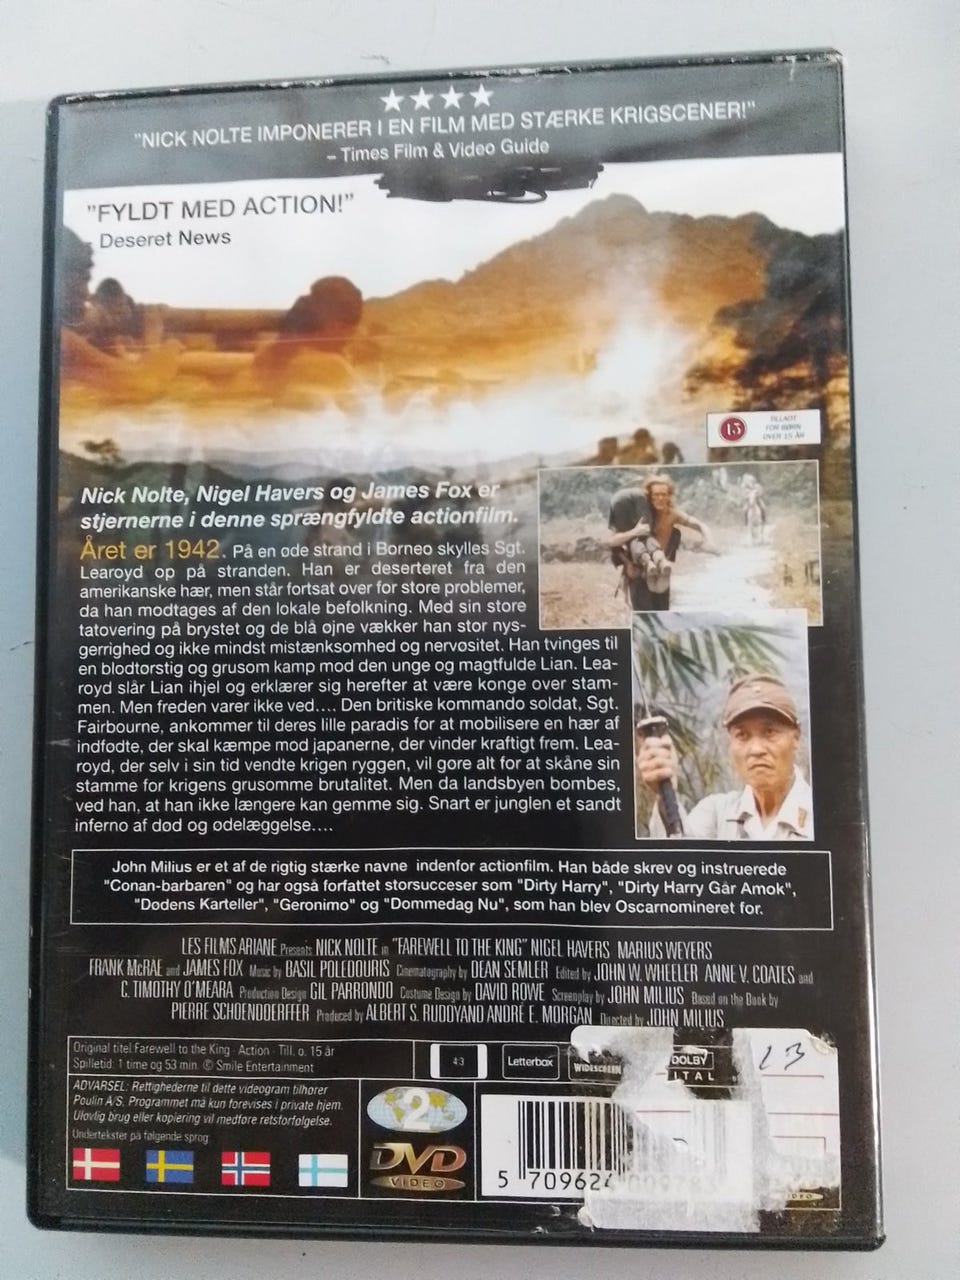 "NICK NOLTE IMPONERER I EN FILM MED STÆRKE KRIGSCENER!"
– Times Film & Video Guide
"FYLDT MED ACTION!"
- Deseret News
15
TILLADT
FOR BØRN
OVER 15 ÅR
Nick Nolte, Nigel Havers og James Fox er
stjernerne i denne sprængfyldte actionfilm.
Året er 1942. På en øde strand i Borneo skylles Sgt.
Learoyd op på stranden. Han er deserteret fra den
amerikanske hær, men står fortsat over for store problemer,
da han modtages af den lokale befolkning. Med sin store
tatovering på brystet og de blå øjne vækker han stor nys-
gerrighed og ikke mindst mistænksomhed og nervøsitet. Han tvinges til
en blodtørstig og grusom kamp mod den unge og magtfulde Lian. Lea-
royd slår Lian ihjel og erklærer sig herefter at være konge over stam-
men. Men freden varer ikke ved.... Den britiske kommando soldat, Sgt.
Fairbourne, ankommer til deres lille paradis for at mobilisere en hær af
indfødte, der skal kæmpe mod japanerne, der vinder kraftigt frem. Lea-
royd, der selv i sin tid vendte krigen ryggen, vil gøre alt for at skåne sin
stamme for krigens grusomme brutalitet. Men da landsbyen bombes,
ved han, at han ikke længere kan gemme sig. Snart er junglen et sandt
inferno af død og ødelæggelse....
John Milius er et af de rigtig stærke navne indenfor actionfilm. Han både skrev og instruerede
"Conan-barbaren" og har også forfattet storsucceser som "Dirty Harry", "Dirty Harry Går Amok",
"Dødens Karteller", "Geronimo" og "Dommedag Nu", som han blev Oscarnomineret for.
LES FILMS ARIANE Presents NICK NOLTE in "FAREWELL TO THE KING" NIGEL HAVERS MARIUS WEYERS
FRANK McRAE and JAMES FOX Music by BASIL POLEDOURIS Cinematography by DEAN SEMLER Edited by JOHN W. WHEELER ANNE V. COATES and
C. TIMOTHY O'MEARA Production Design GIL PARRONDO Costume Design by DAVID ROWE Screenplay by JOHN MILIUS Based on the Book by
PIERRE SCHOENDDERFFER Produced by ALBERT S. RUDDYAND ANDRÉ E. MORGAN Directed by JOHN MILIUS
Original titel Farewell to the King · Action · Till. o. 15 år
Spilletid: 1 time og 53 min. © Smile Entertainment
4:3
Letterbox
WIDESCREEN
DOLBY
ITAL
ADVARSEL: Rettighederne til dette videogram tilhører
Poulin A/S. Programmet må kun forevises i private hjem.
Ulovlig brug eller kopiering vil medføre retsforfølgelse.
Undertekster på følgende sprog:
2
DVD
VIDEO
5 709624